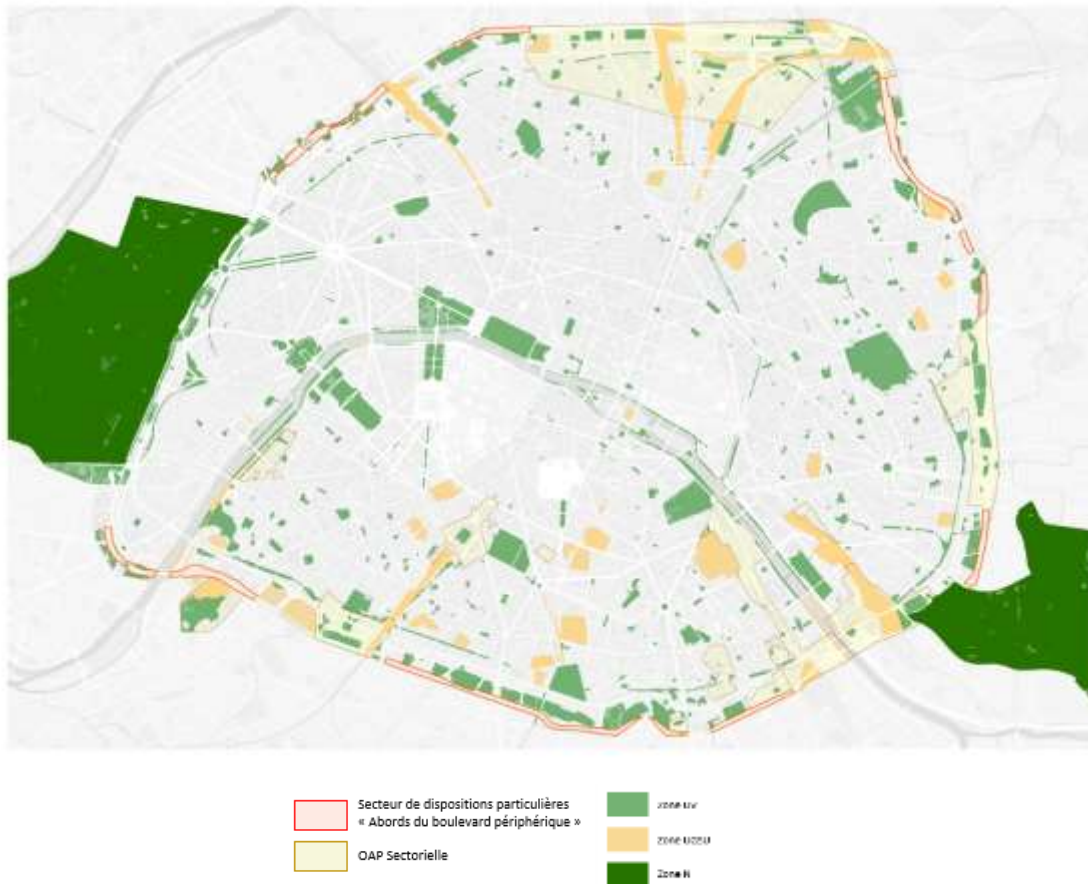 Secteur de dispositions particulières
« Abords du boulevard périphérique »
OAP Sectorielle
Zone UV
Zone UGSU
Zone N